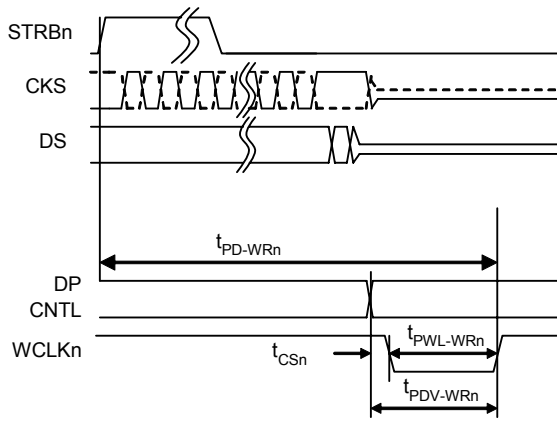 STRBn
CKS
DS
tPD-WRn
DP
CNTL
WCLKn
tCSn
tPWL-WRn
tPDV-WRn